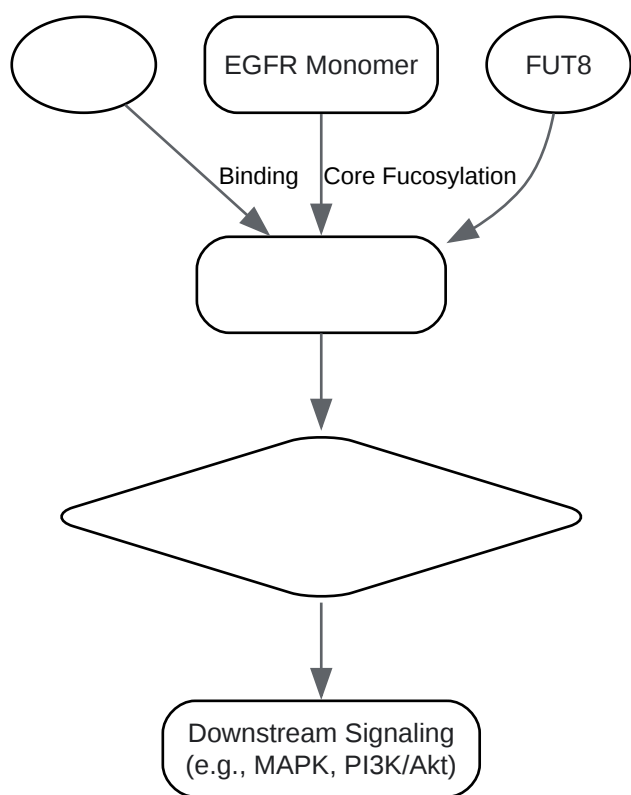 EGFR Monomer
FUT8
Binding
Core Fucosylation
Downstream Signaling
(e.g., MAPK, PI3K/Akt)